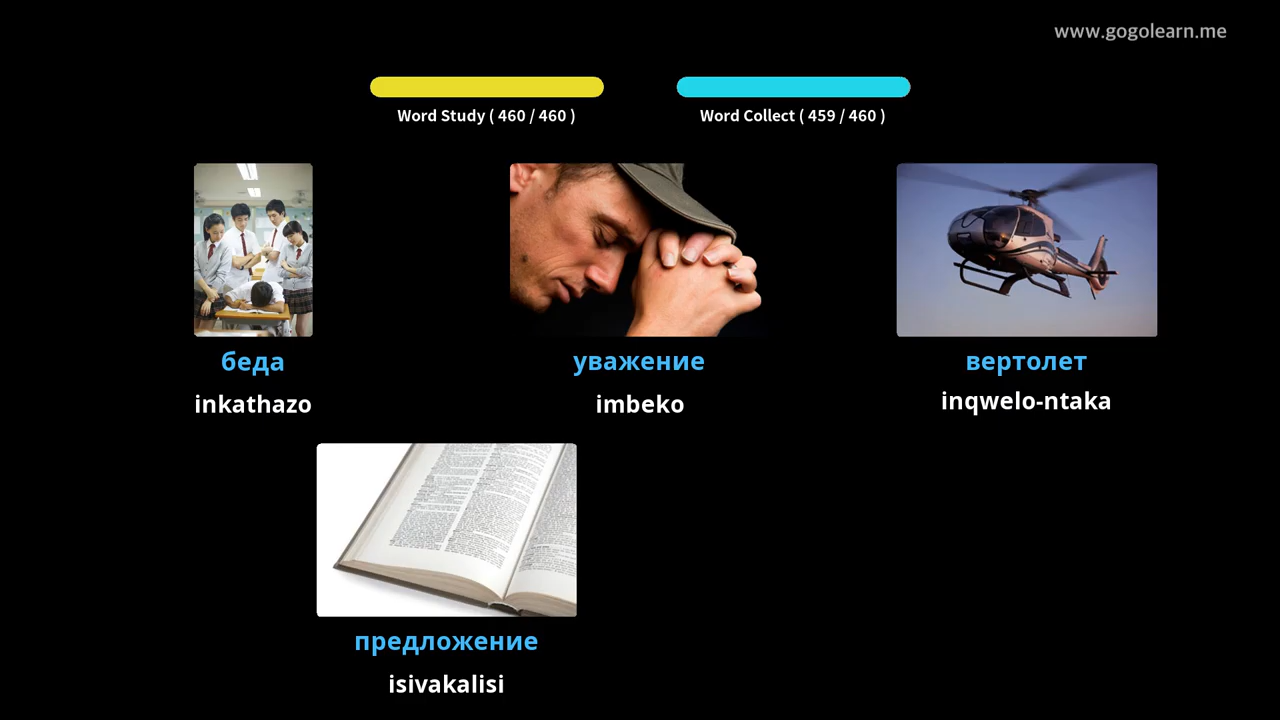 www.gogolearn.me
Word Study ( 460 / 460 )
Word Collect ( 459 / 460 )
беда
уважение
вертолет
inkathazo
imbeko
inqwelo-ntaka
предложение
isivakalisi